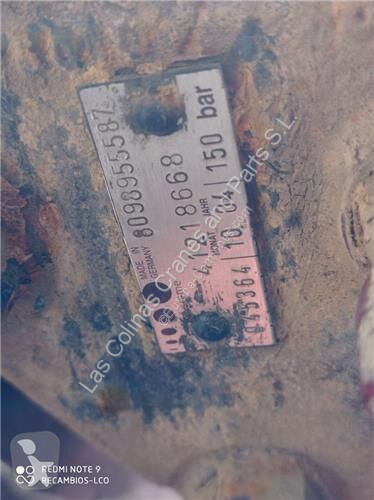 MADE IN
GERMANY
8098955587
18668
MONAT JAHR
045364 10 04 150 bar
Las Colinas Cranes and Parts S.L.
REDMI NOTE 9
RECAMBIOS-LCO